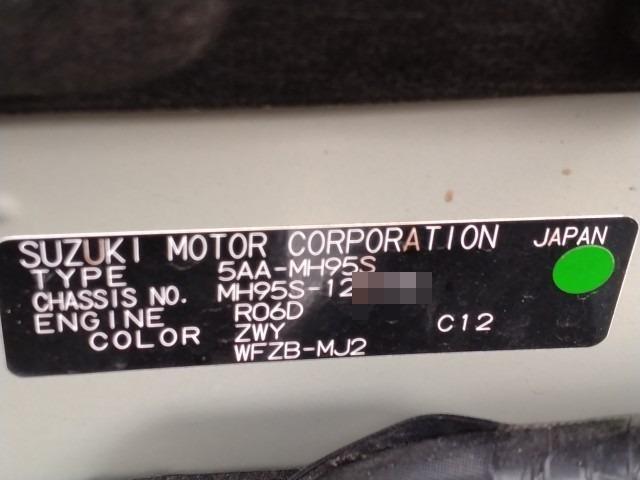 SUZUKI MOTOR CORPORATION JAPAN
TYPE 5AA-MH95S
CHASSIS NO. MH95S-12
ENGINE R06D
COLOR ZWY C12
WFZB-MJ2